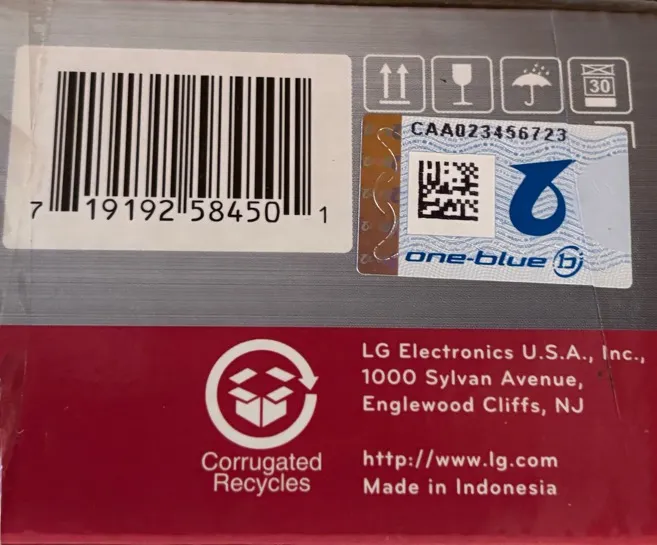 30
CAA023456723
7 19192 58450 1
one-blue b
LG Electronics U.S.A., Inc.,
1000 Sylvan Avenue,
Englewood Cliffs, NJ
Corrugated
Recycles
http://www.lg.com
Made in Indonesia